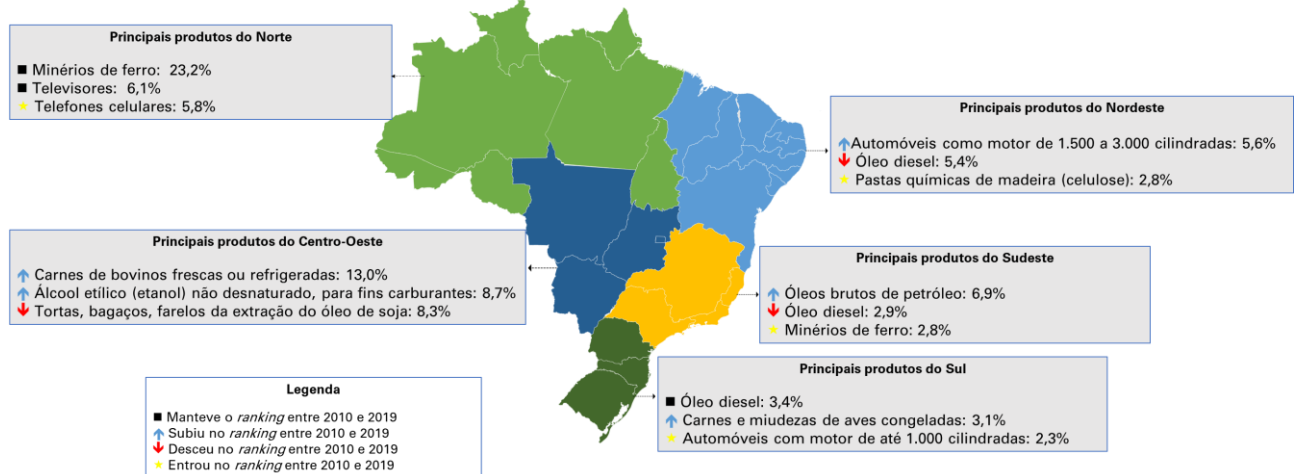 Principais produtos do Norte
■ Minérios de ferro: 23,2%
■ Televisores: 6,1%
★ Telefones celulares: 5,8%
Principais produtos do Nordeste
↑ Automóveis como motor de 1.500 a 3.000 cilindradas: 5,6%
↓ Óleo diesel: 5,4%
★ Pastas químicas de madeira (celulose): 2,8%
Principais produtos do Centro-Oeste
↑ Carnes de bovinos frescas ou refrigeradas: 13,0%
↑ Álcool etílico (etanol) não desnaturado, para fins carburantes: 8,7%
↓ Tortas, bagaços, farelos da extração do óleo de soja: 8,3%
Principais produtos do Sudeste
↑ Óleos brutos de petróleo: 6,9%
↓ Óleo diesel: 2,9%
★ Minérios de ferro: 2,8%
Principais produtos do Sul
■ Óleo diesel: 3,4%
↑ Carnes e miudezas de aves congeladas: 3,1%
★ Automóveis com motor de até 1.000 cilindradas: 2,3%
Legenda
■ Manteve o ranking entre 2010 e 2019
↑ Subiu no ranking entre 2010 e 2019
↓ Desceu no ranking entre 2010 e 2019
★ Entrou no ranking entre 2010 e 2019